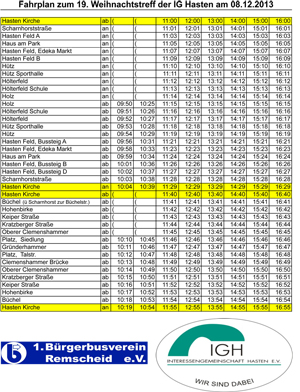 Fahrplan zum 19. Weihnachtstreff der IG Hasten am 08.12.2013
Hasten Kirche ab ( ( 11:00 12:00 13:00 14:00 15:00 16:00
Scharnhorststraße an ( ( 11:01 12:01 13:01 14:01 15:01 16:01
Hasten Feld A an ( ( 11:03 12:03 13:03 14:03 15:03 16:03
Haus am Park an ( ( 11:05 12:05 13:05 14:05 15:05 16:05
Hasten Feld, Edeka Markt an ( ( 11:07 12:07 13:07 14:07 15:07 16:07
Hasten Feld B an ( ( 11:09 12:09 13:09 14:09 15:09 16:09
Hütz an ( ( 11:10 12:10 13:10 14:10 15:10 16:10
Hütz Sporthalle an ( ( 11:11 12:11 13:11 14:11 15:11 16:11
Hölterfeld an ( ( 11:12 12:12 13:12 14:12 15:12 16:12
Hölterfeld Schule an ( ( 11:13 12:13 13:13 14:13 15:13 16:13
Holz an ( ( 11:14 12:14 13:14 14:14 15:14 16:14
Holz ab 09:50 10:25 11:15 12:15 13:15 14:15 15:15 16:15
Hölterfeld Schule ab 09:51 10:26 11:16 12:16 13:16 14:16 15:16 16:16
Hölterfeld ab 09:52 10:27 11:17 12:17 13:17 14:17 15:17 16:17
Hütz Sporthalle ab 09:53 10:28 11:18 12:18 13:18 14:18 15:18 16:18
Hütz ab 09:54 10:29 11:19 12:19 13:19 14:19 15:19 16:19
Hasten Feld, Bussteig A ab 09:56 10:31 11:21 12:21 13:21 14:21 15:21 16:21
Hasten Feld, Edeka Markt ab 09:58 10:33 11:23 12:23 13:23 14:23 15:23 16:23
Haus am Park ab 09:59 10:34 11:24 12:24 13:24 14:24 15:24 16:24
Hasten Feld, Bussteig B ab 10:01 10:36 11:26 12:26 13:26 14:26 15:26 16:26
Hasten Feld, Bussteig D ab 10:02 10:37 11:27 12:27 13:27 14:27 15:27 16:27
Scharnhorststraße ab 10:03 10:38 11:28 12:28 13:28 14:28 15:28 16:28
Hasten Kirche an 10:04 10:39 11:29 12:29 13:29 14:29 15:29 16:29
Hasten Kirche ab ( ( 11:40 12:40 13:40 14:40 15:40 16:40
Büchel (ü Scharnhorst zur Büchelstr.) ab ( ( 11:41 12:41 13:41 14:41 15:41 16:41
Hohenbirke ab ( ( 11:42 12:42 13:42 14:42 15:42 16:42
Keiper Straße ab ( ( 11:43 12:43 13:43 14:43 15:43 16:43
Kratzberger Straße ab ( ( 11:44 12:44 13:44 14:44 15:44 16:44
Oberer Clemenshammer ab ( ( 11:45 12:45 13:45 14:45 15:45 16:45
Platz, Siedlung ab 10:10 10:45 11:46 12:46 13:46 14:46 15:46 16:46
Gründerhammer ab 10:11 10:46 11:47 12:47 13:47 14:47 15:47 16:47
Platz, Talstr. ab 10:12 10:47 11:48 12:48 13:48 14:48 15:48 16:48
Clemenshammer Brücke ab 10:13 10:48 11:49 12:49 13:49 14:49 15:49 16:49
Oberer Clemenshammer ab 10:14 10:49 11:50 12:50 13:50 14:50 15:50 16:50
Kratzberger Straße ab 10:15 10:50 11:51 12:51 13:51 14:51 15:51 16:51
Keiper Straße ab 10:16 10:51 11:52 12:52 13:52 14:52 15:52 16:52
Hohenbirke ab 10:17 10:52 11:53 12:53 13:53 14:53 15:53 16:53
Büchel ab 10:18 10:53 11:54 12:54 13:54 14:54 15:54 16:54
Hasten Kirche an 10:19 10:54 11:55 12:55 13:55 14:55 15:55 16:55
1.Bürgerbusverein
Remscheid e.V.
IGH
INTERESSENGEMEINSCHAFT HASTEN E.V.
WIR SIND DABEI